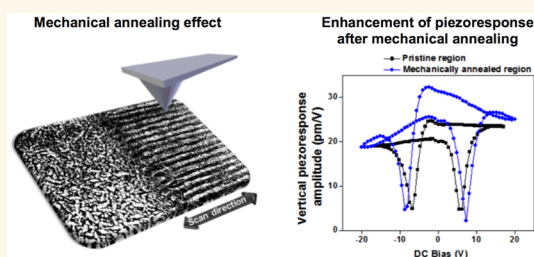 Mechanical annealing effect
Scan direction
Enhancement of piezoresponse
after mechanical annealing
Pristine region
Mechanically annealed region
Vertical piezoresponse
amplitude (pm/V)
30
20
10
0
-20 -10 0 10 20
DC Bias (V)